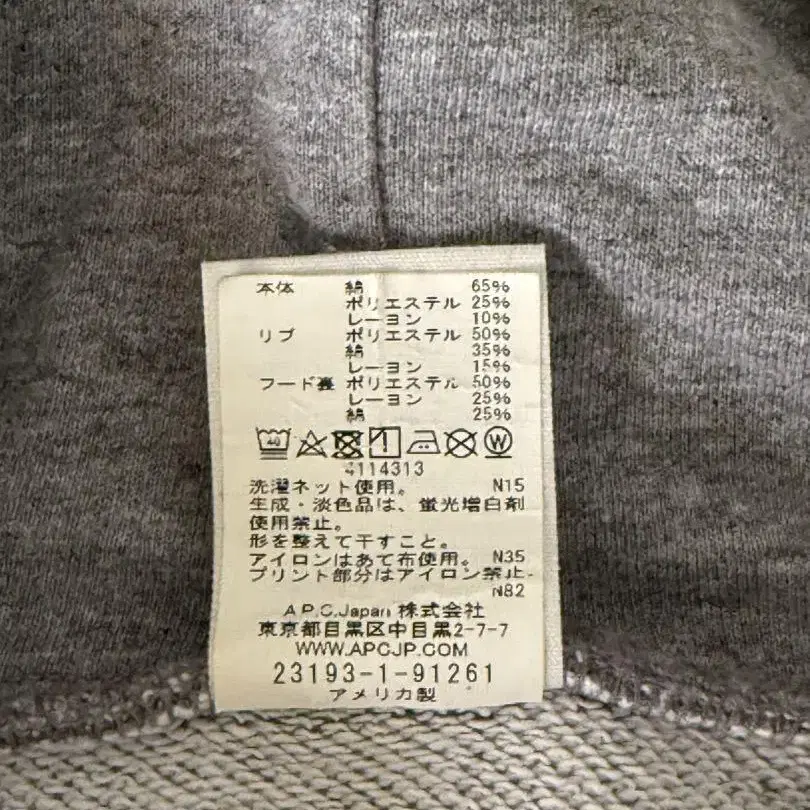 本体 綿 65%
ポリエステル 25%
レーヨン 10%
リブ ポリエステル 50%
綿 35%
レーヨン 15%
フード裏 ポリエステル 50%
レーヨン 25%
綿 25%
40 W
4114313
洗濯ネット使用。 N15
生成・淡色品は、蛍光増白剤
使用禁止。
形を整えて干すこと。
アイロンはあて布使用。 N35
プリント部分はアイロン禁止.
N82
A.P.C.Japan 株式会社
東京都目黒区中目黒2-7-7
WWW.APCJP.COM
23193-1-91261
アメリカ製